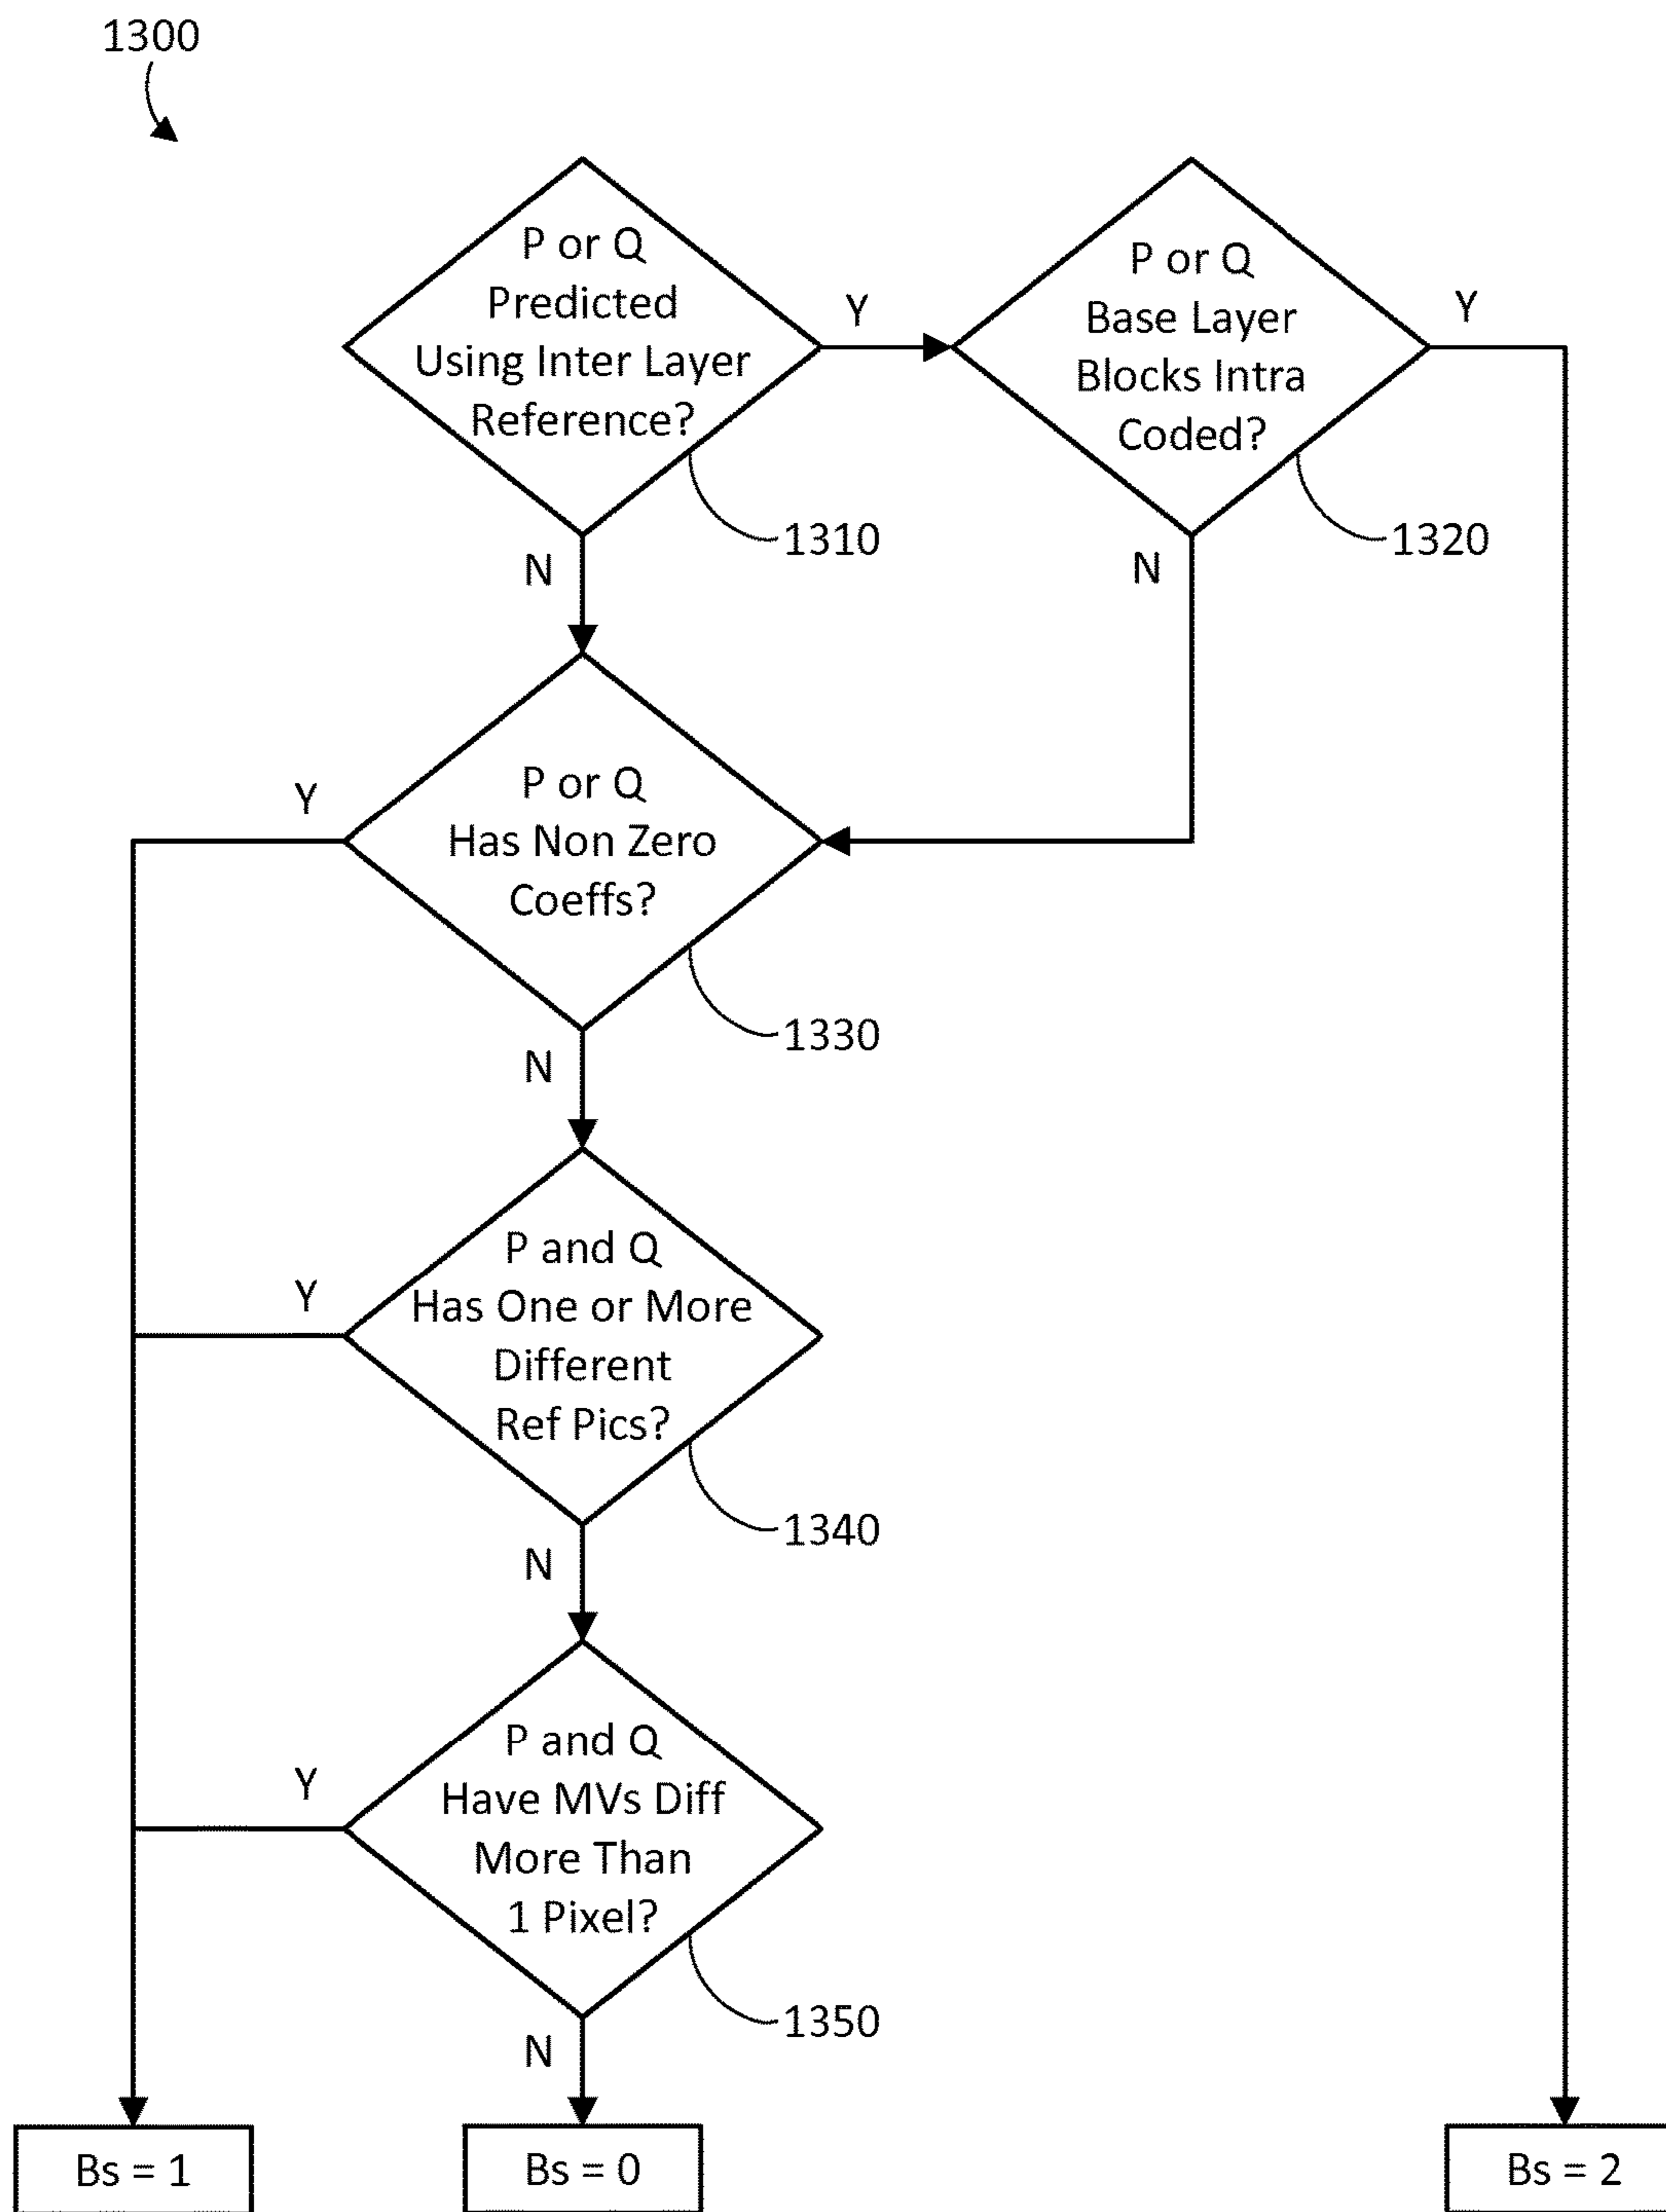 1300
P or Q
Predicted
Using Inter Layer
Reference?
Y
P or Q
Base Layer
Blocks Intra
Coded?
Y
1310
1320
N
N
P or Q
Has Non Zero
Coeffs?
Y
1330
N
P and Q
Has One or More
Different
Ref Pics?
Y
1340
N
P and Q
Have MVs Diff
More Than
1 Pixel?
Y
1350
N
Bs = 1
Bs = 0
Bs = 2